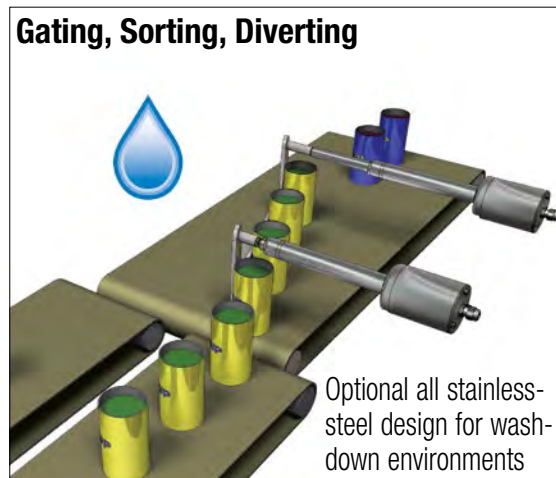 Gating, Sorting, Diverting
Optional all stainless-
steel design for wash-
down environments